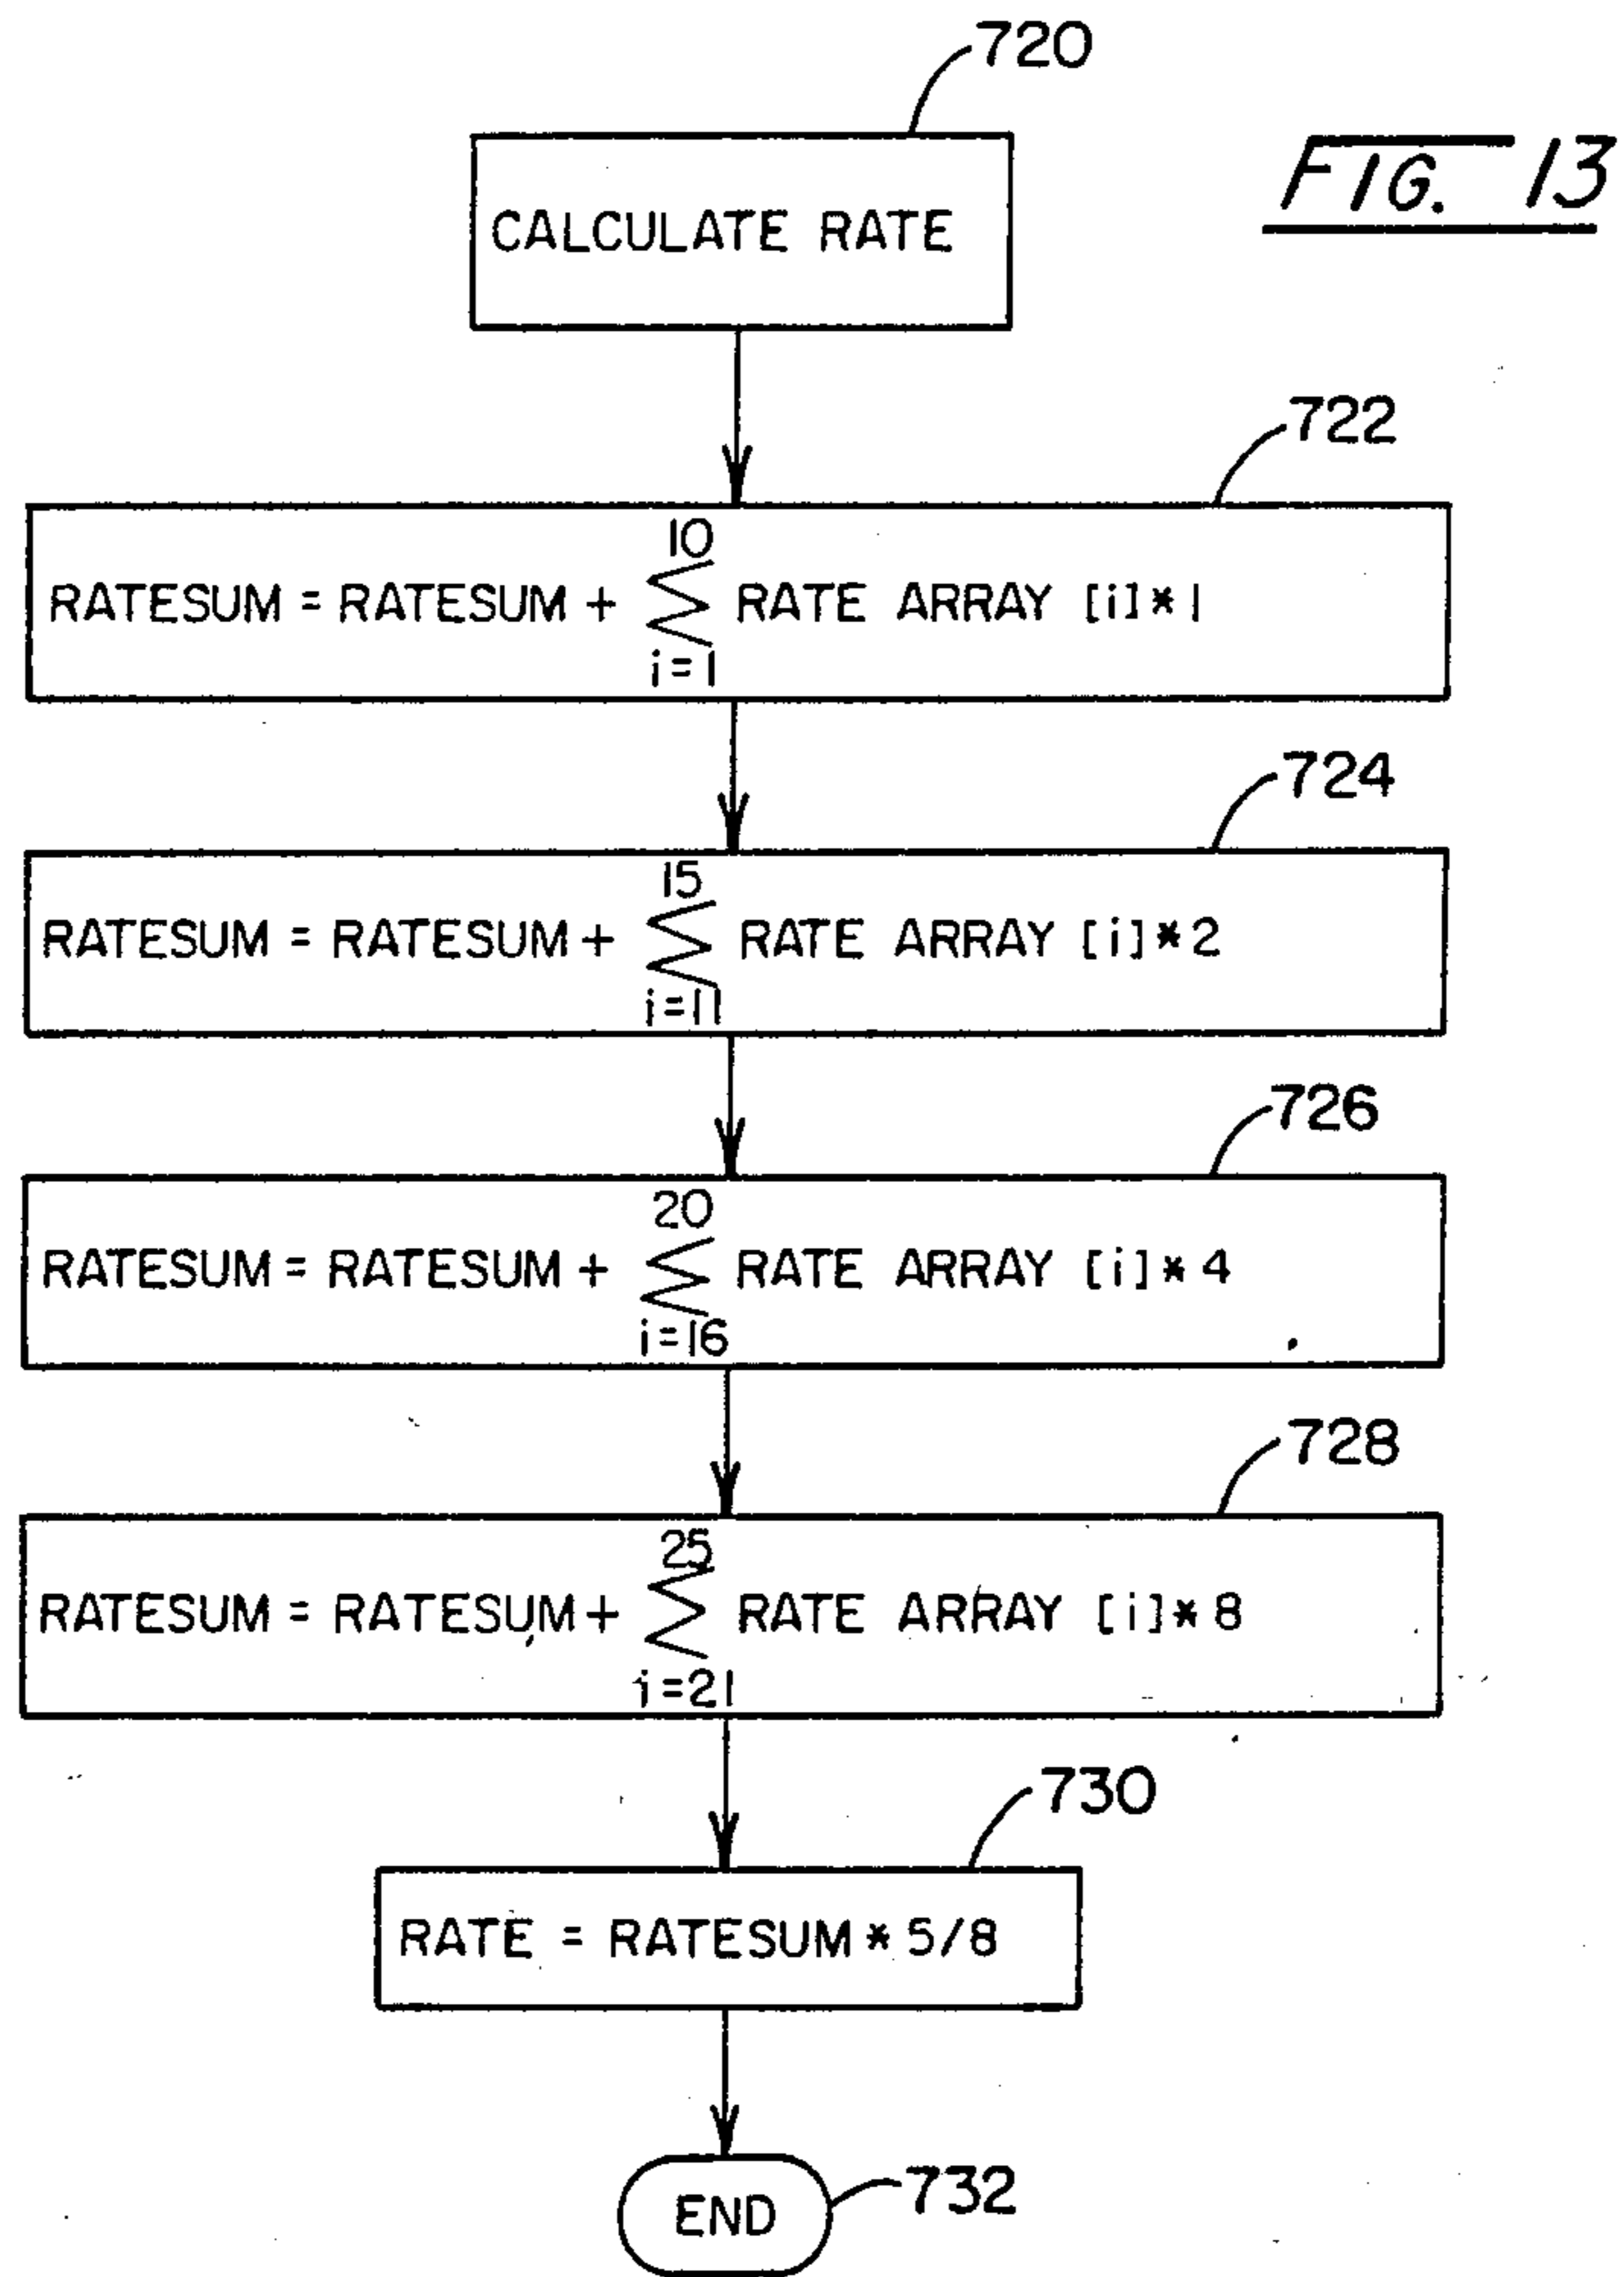 720
FIG. 13
CALCULATE RATE
722
10
RATESUM = RATESUM + ∑ RATE ARRAY [i]*1
i=1
724
15
RATESUM = RATESUM + ∑ RATE ARRAY [i]*2
i=11
726
20
RATESUM = RATESUM + ∑ RATE ARRAY [i]*4
i=16
728
25
RATESUM = RATESUM + ∑ RATE ARRAY [i]*8
i=21
730
RATE = RATESUM * 5/8
END
732